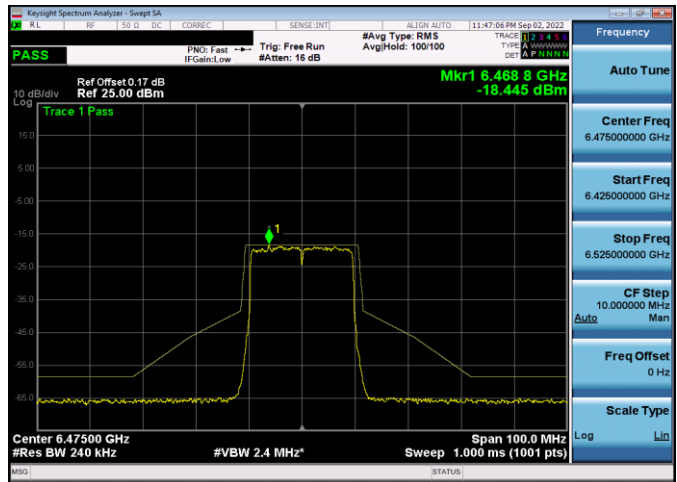 Keysight Spectrum Analyzer - Swept SA
LXI RL RF 50 Ω DC CORREC SENSE:INT ALIGN AUTO 11:47:06 PM Sep 02, 2022
PASS
PNO: Fast
IFGain:Low
Trig: Free Run
#Atten: 16 dB
#Avg Type: RMS
Avg|Hold: 100/100
TRACE 1 2 3 4 5 6
TYPE A WWWWW
DET A P N N N N
Frequency
Mkr1 6.468 8 GHz
-18.445 dBm
Ref Offset 0.17 dB
10 dB/div Ref 25.00 dBm
Log
Trace 1 Pass
15.0
5.00
-5.00
-15.0
-25.0
-35.0
-45.0
-55.0
-65.0
1
Center 6.47500 GHz Span 100.0 MHz
#Res BW 240 kHz #VBW 2.4 MHz* Sweep 1.000 ms (1001 pts)
MSG STATUS
Auto Tune
Center Freq
6.475000000 GHz
Start Freq
6.425000000 GHz
Stop Freq
6.525000000 GHz
CF Step
10.000000 MHz
Auto Man
Freq Offset
0 Hz
Scale Type
Log Lin